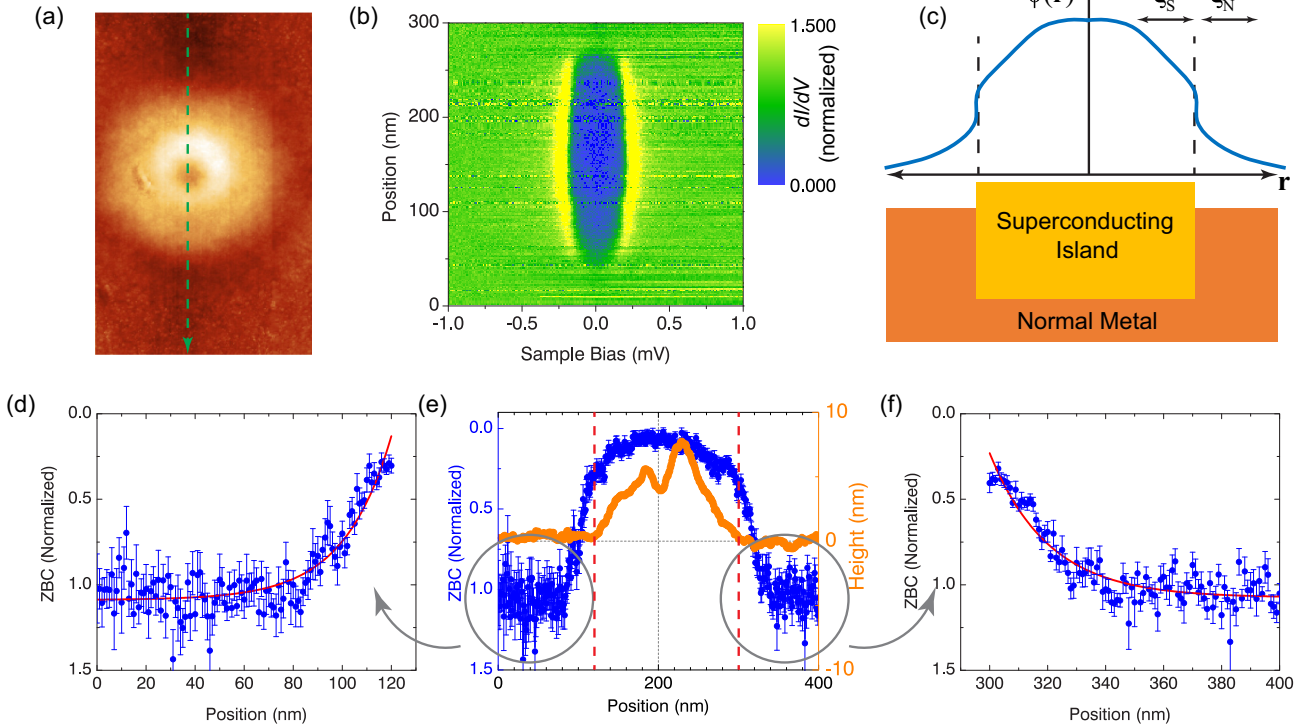 (a)
(b)
300
200
100
0
Position (nm)
-1.0
-0.5
0.0
0.5
1.0
Sample Bias (mV)
1.500
0.000
dI/dV
(normalized)
(c)
r
Superconducting
Island
Normal Metal
(d)
0.0
0.5
1.0
1.5
ZBC (Normalized)
0
20
40
60
80
100
120
Position (nm)
(e)
0.0
0.5
1.0
1.5
ZBC (Normalized)
0
200
400
Position (nm)
10
0
-10
Height (nm)
(f)
0.0
0.5
1.0
1.5
ZBC (Normalized)
300
320
340
360
380
400
Position (nm)